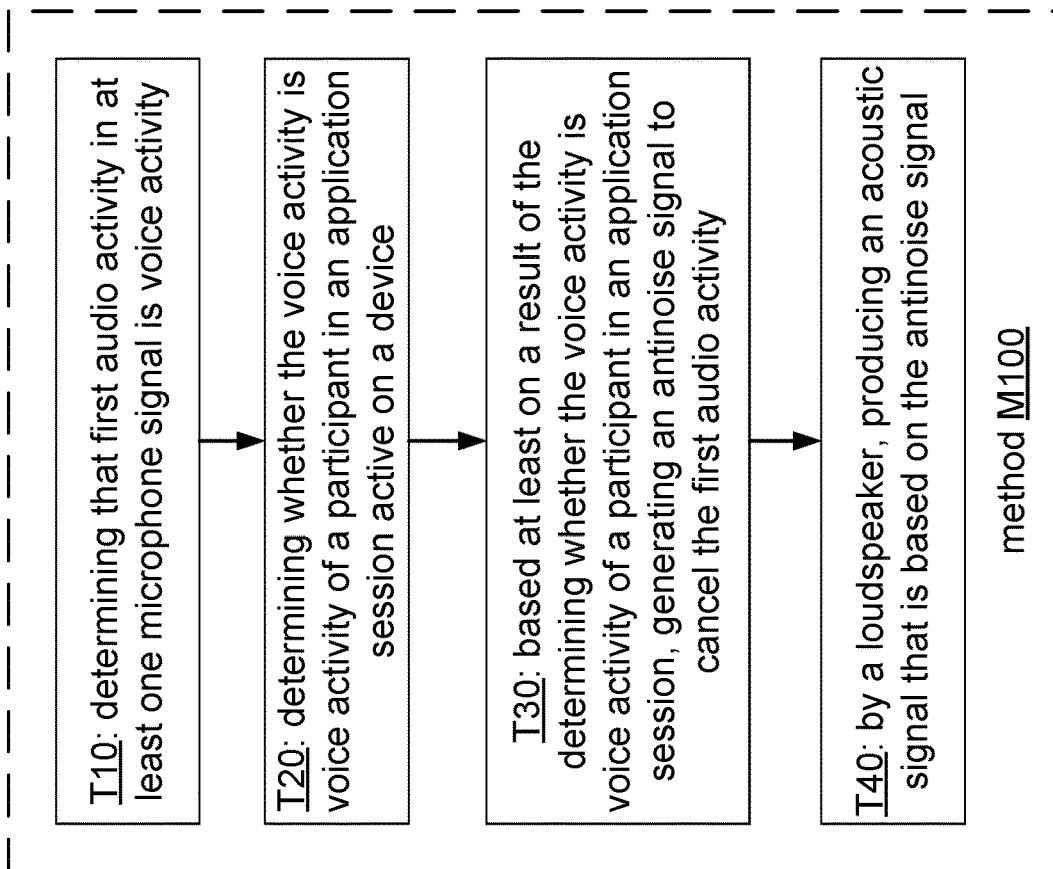 T10: determining that first audio activity in at
least one microphone signal is voice activity
T20: determining whether the voice activity is
voice activity of a participant in an application
session active on a device
T30: based at least on a result of the
determining whether the voice activity is
voice activity of a participant in an application
session, generating an antinoise signal to
cancel the first audio activity
T40: by a loudspeaker, producing an acoustic
signal that is based on the antinoise signal
method M100